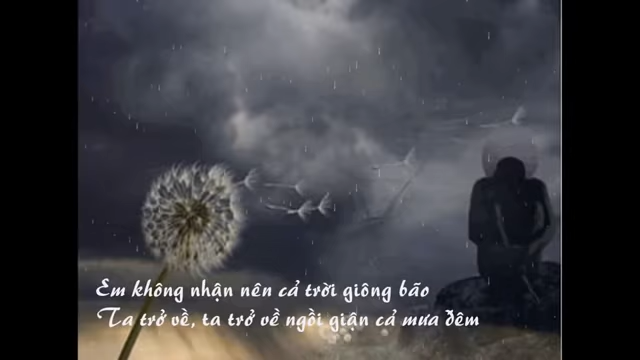 Em không nhận nên cả trời giông bão
Ta trở về, ta trở về ngồi giận cả mưa đêm